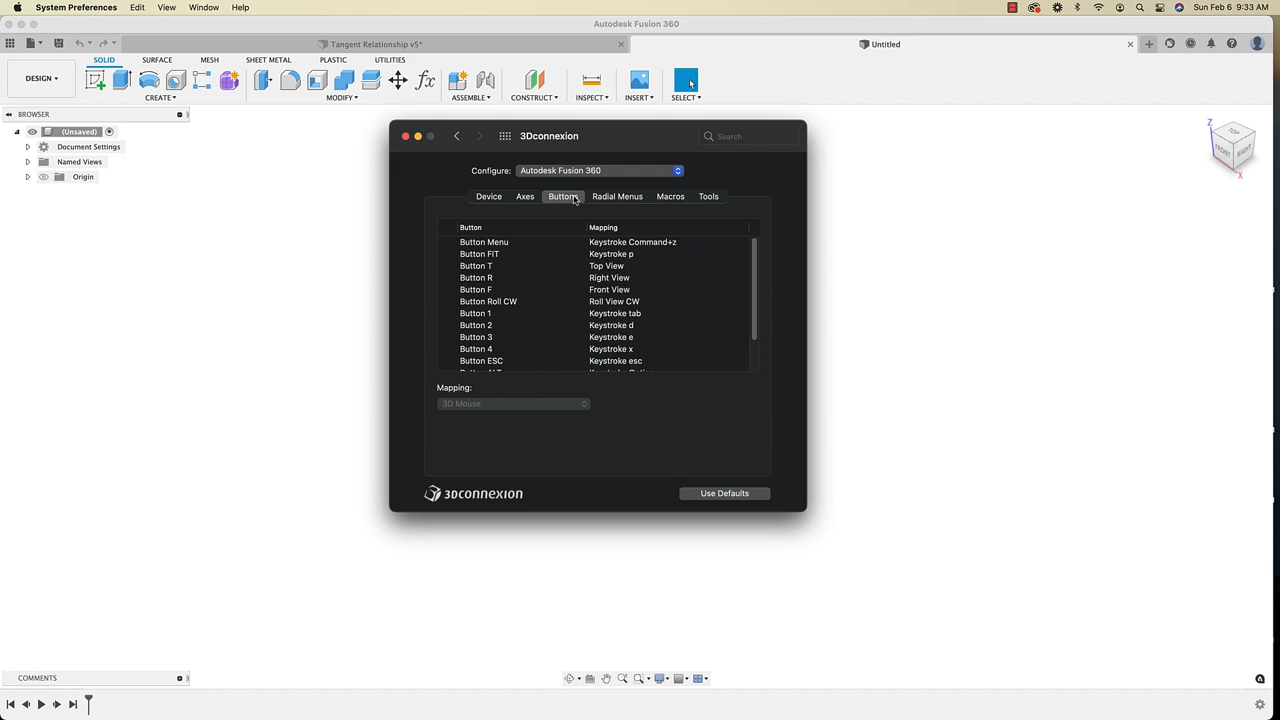 System Preferences Edit View Window Help Sun Feb 6 9:33 AM
Autodesk Fusion 360
Tangent Relationship v5* Untitled
SOLID SURFACE MESH SHEET METAL PLASTIC UTILITIES
DESIGN
CREATE MODIFY ASSEMBLE CONSTRUCT INSPECT INSERT SELECT
BROWSER
(Unsaved)
Document Settings
Named Views
Origin
Z TOP FRONT RIGHT X
3Dconnexion Search
Configure: Autodesk Fusion 360
Device Axes Buttons Radial Menus Macros Tools
Button Mapping
Button Menu Keystroke Command+z
Button FIT Keystroke p
Button T Top View
Button R Right View
Button F Front View
Button Roll CW Roll View CW
Button 1 Keystroke tab
Button 2 Keystroke d
Button 3 Keystroke e
Button 4 Keystroke x
Button ESC Keystroke esc
Mapping:
3D Mouse
3DCONNEXION Use Defaults
COMMENTS